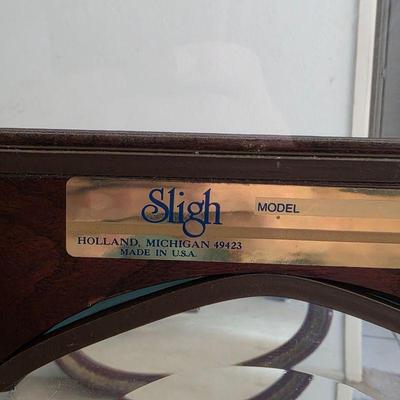 Sligh
MODEL
HOLLAND, MICHIGAN 49423
MADE IN U.S.A.